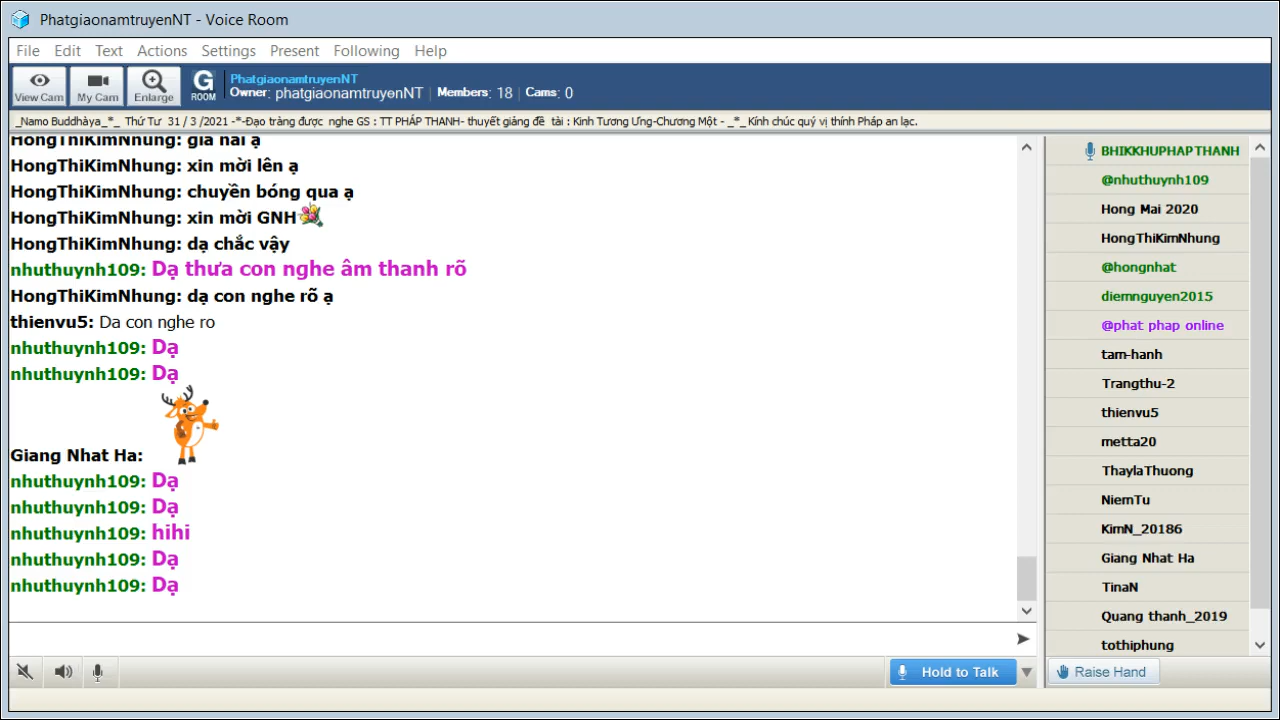 PhatgiaonamtruyenNT - Voice Room
File Edit Text Actions Settings Present Following Help
View Cam My Cam Enlarge G ROOM
PhatgiaonamtruyenNT
Owner: phatgiaonamtruyenNT | Members: 18 | Cams: 0
_Namo Buddhàya_*_ Thứ Tư 31 / 3 /2021 -*-Đạo tràng được nghe GS : TT PHÁP THANH- thuyết giảng đề tài : Kinh Tương Ưng-Chương Một - _*_ Kính chúc quý vị thính Pháp an lạc.
HongThiKimNhung: gia hai ạ
HongThiKimNhung: xin mời lên ạ
HongThiKimNhung: chuyền bóng qua ạ
HongThiKimNhung: xin mời GNH
HongThiKimNhung: dạ chắc vậy
nhuthuynh109: Dạ thưa con nghe âm thanh rõ
HongThiKimNhung: dạ con nghe rõ ạ
thienvu5: Da con nghe ro
nhuthuynh109: Dạ
nhuthuynh109: Dạ
Giang Nhat Ha:
nhuthuynh109: Dạ
nhuthuynh109: Dạ
nhuthuynh109: hihi
nhuthuynh109: Dạ
nhuthuynh109: Dạ
BHIKKHUPHAPTHANH
@nhuthuynh109
Hong Mai 2020
HongThiKimNhung
@hongnhat
diemnguyen2015
@phat phap online
tam-hanh
Trangthu-2
thienvu5
metta20
ThaylaThuong
NiemTu
KimN_20186
Giang Nhat Ha
TinaN
Quang thanh_2019
tothiphung
Hold to Talk
Raise Hand